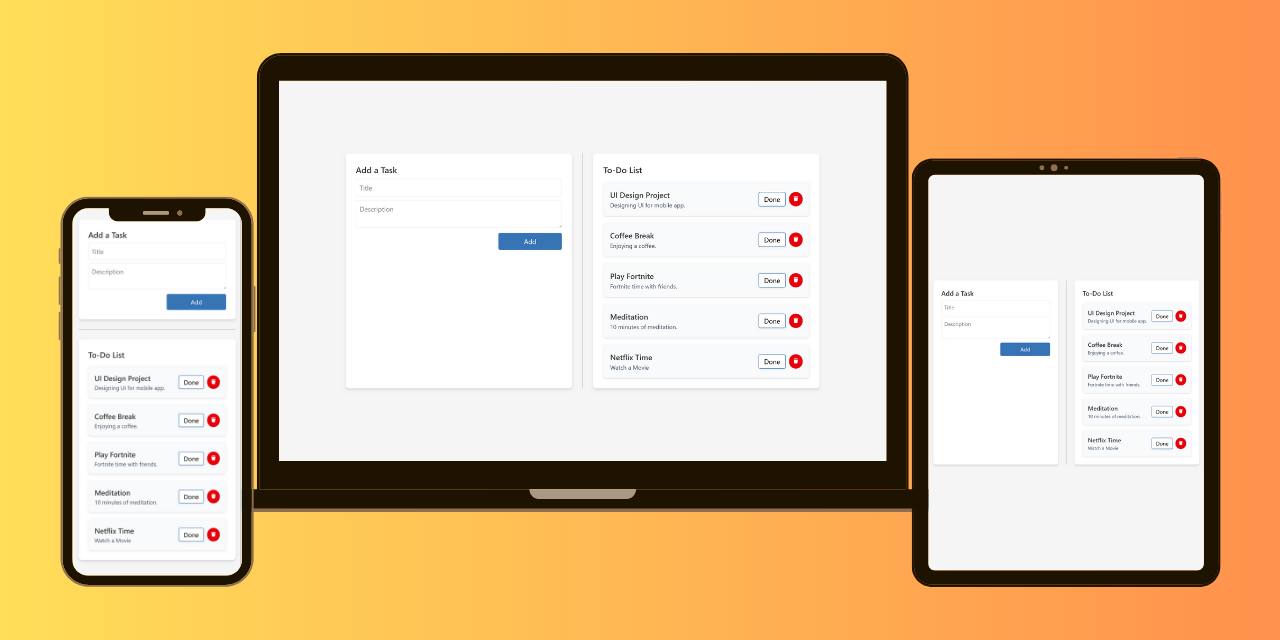 Add a Task
Title
Description
Add
To-Do List
UI Design Project
Designing UI for mobile app.
Done
Coffee Break
Enjoying a coffee.
Done
Play Fortnite
Fortnite time with friends.
Done
Meditation
10 minutes of meditation.
Done
Netflix Time
Watch a Movie
Done
Add a Task
Title
Description
Add
To-Do List
UI Design Project
Designing UI for mobile app.
Done
Coffee Break
Enjoying a coffee.
Done
Play Fortnite
Fortnite time with friends.
Done
Meditation
10 minutes of meditation.
Done
Netflix Time
Watch a Movie
Done
Add a Task
Title
Description
Add
To-Do List
UI Design Project
Designing UI for mobile app.
Done
Coffee Break
Enjoying a coffee.
Done
Play Fortnite
Fortnite time with friends.
Done
Meditation
10 minutes of meditation.
Done
Netflix Time
Watch a Movie
Done